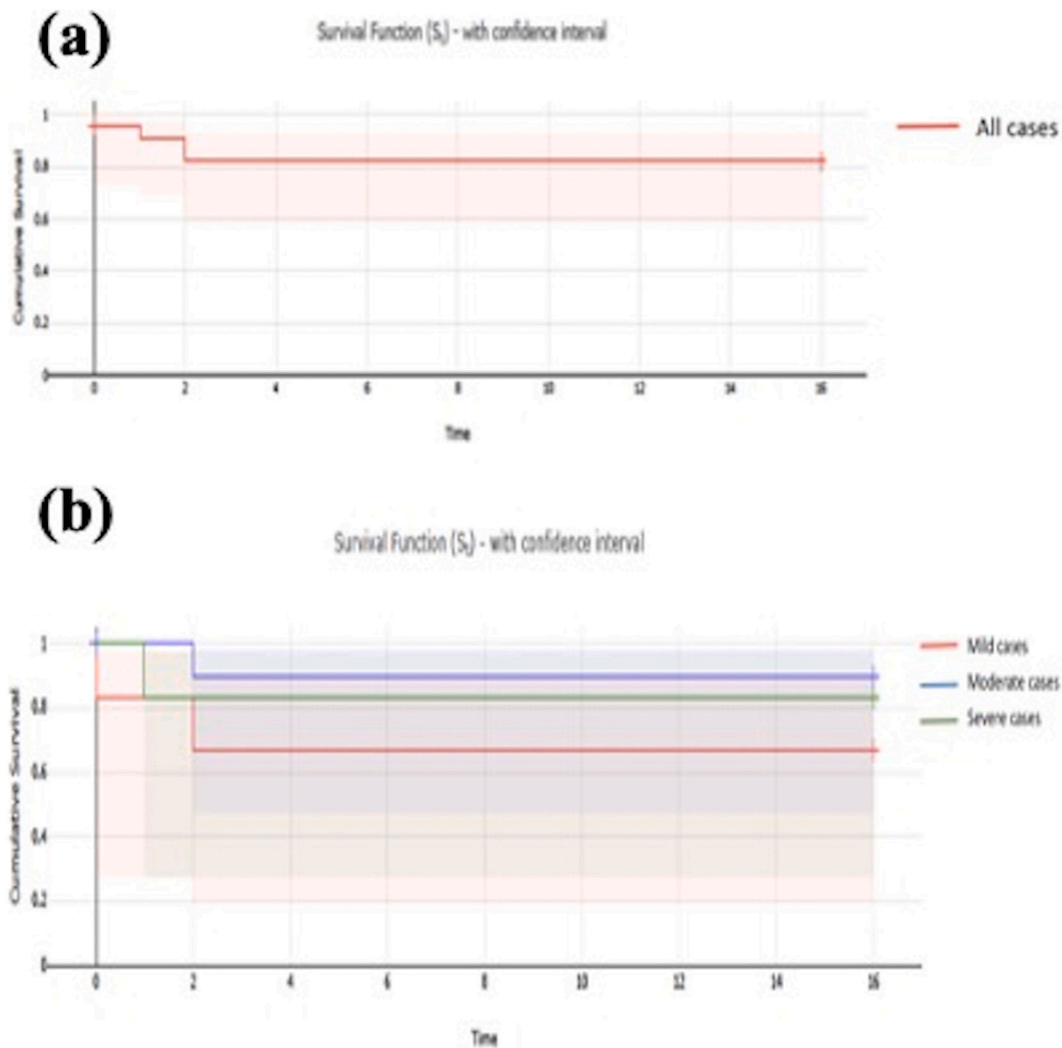 (a)
Survival Function (St) - with confidence interval
1
0.8
0.6
0.4
0.2
0
Cumulative Survival
0 2 4 6 8 10 12 14 16
Time
All cases
(b)
Survival Function (St) - with confidence interval
1
0.8
0.6
0.4
0.2
0
Cumulative Survival
0 2 4 6 8 10 12 14 16
Time
Mild cases
Moderate cases
Severe cases